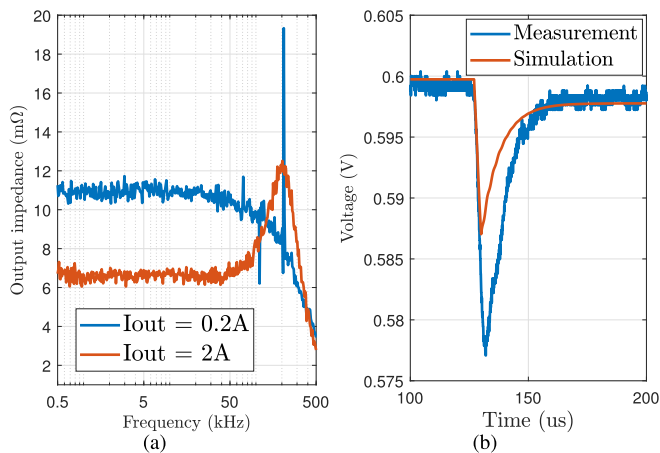 20
18
16
14
12
10
8
6
4
2
Output impedance (mΩ)
Iout = 0.2A
Iout = 2A
0.5 5 50 500
Frequency (kHz)
(a)
0.605
0.6
0.595
0.59
0.585
0.58
0.575
Voltage (V)
Measurement
Simulation
100 150 200
Time (us)
(b)